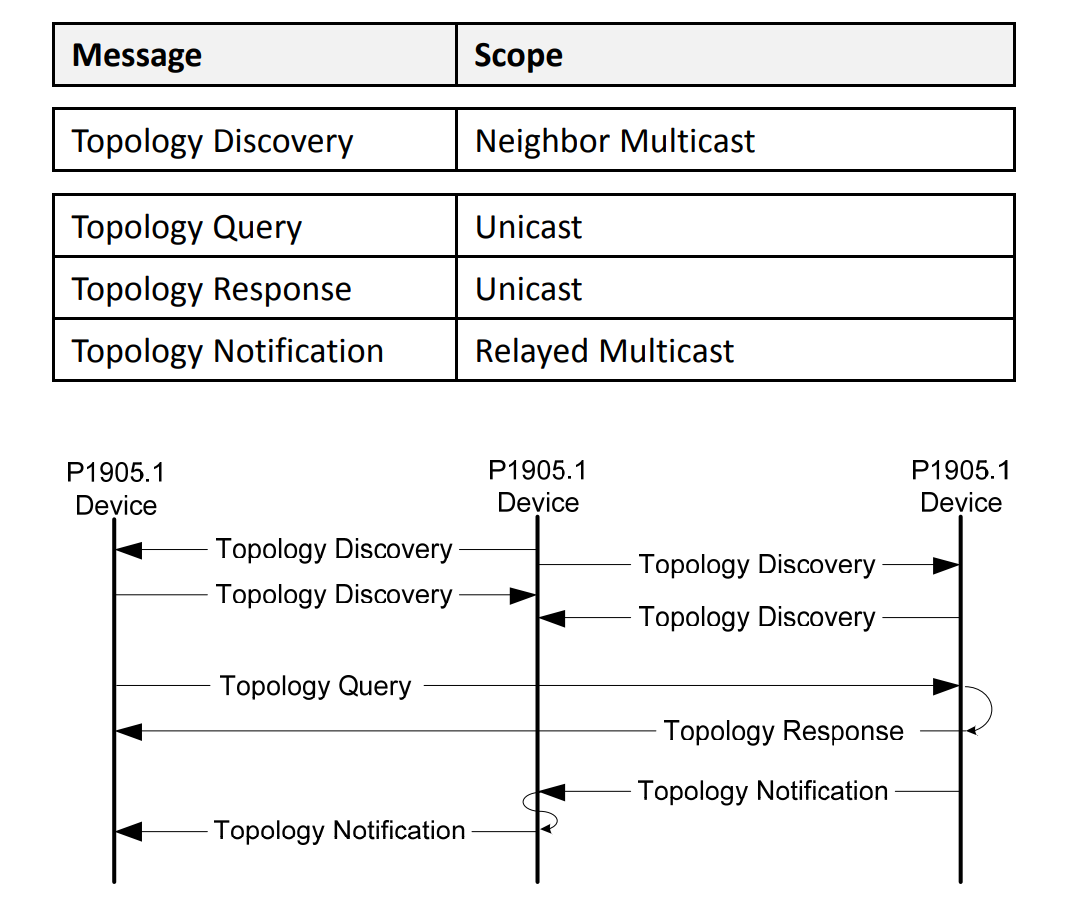 Message Scope
Topology Discovery Neighbor Multicast
Topology Query Unicast
Topology Response Unicast
Topology Notification Relayed Multicast
P1905.1 P1905.1 P1905.1
Device Device Device
Topology Discovery
Topology Discovery
Topology Discovery
Topology Discovery
Topology Query
Topology Response
Topology Notification
Topology Notification